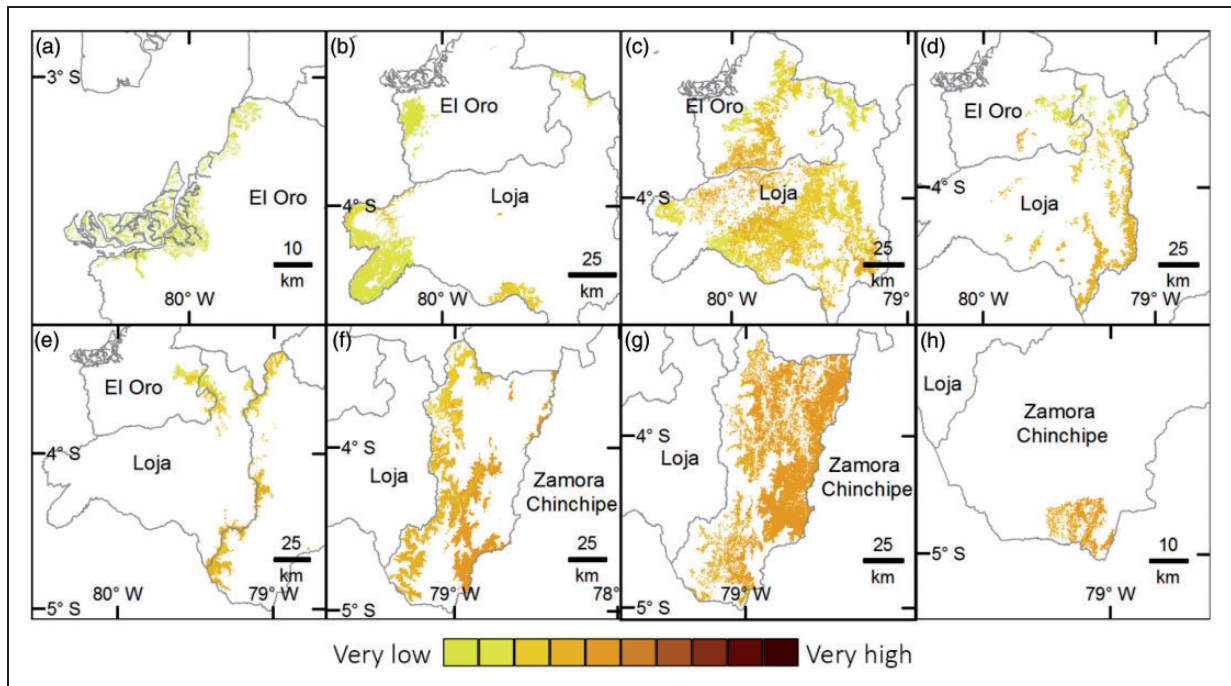 (a)
3° S
El Oro
10
km
80° W
(b)
El Oro
4° S
Loja
25
km
80° W
(c)
El Oro
Loja
25
km
80° W
79°
(d)
El Oro
4° S
Loja
25
km
80° W
79° W
(e)
El Oro
4° S
Loja
25
km
5° S
80° W
79° W
(f)
4° S
Loja
Zamora
Chinchipe
25
km
5° S
79° W
78°
(g)
4° S
Loja
Zamora
Chinchipe
25
km
5° S
79° W
(h)
Loja
Zamora
Chinchipe
10
km
5° S
79° W
Very low
Very high